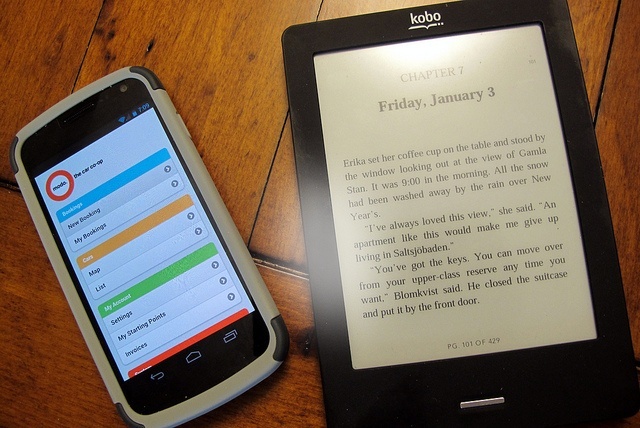 7:05
modo.
the car co-op
Bookings
New Booking
My Bookings
Cars
Map
List
My Account
Settings
My Starting Points
Invoices
kobo
CHAPTER 7
Friday, January 3
Erika set her coffee cup on the table and stood by
the window looking out at the view of Gamla
Stan. It was 9:00 in the morning. All the snow
had been washed away by the rain over New
Year's.
"I've always loved this view," she said. "An
apartment like this would make me give up
living in Saltsjöbaden."
"You've got the keys. You can move over
from your upper-class reserve any time you
want," Blomkvist said. He closed the suitcase
and put it by the front door.
PG. 101 OF 429